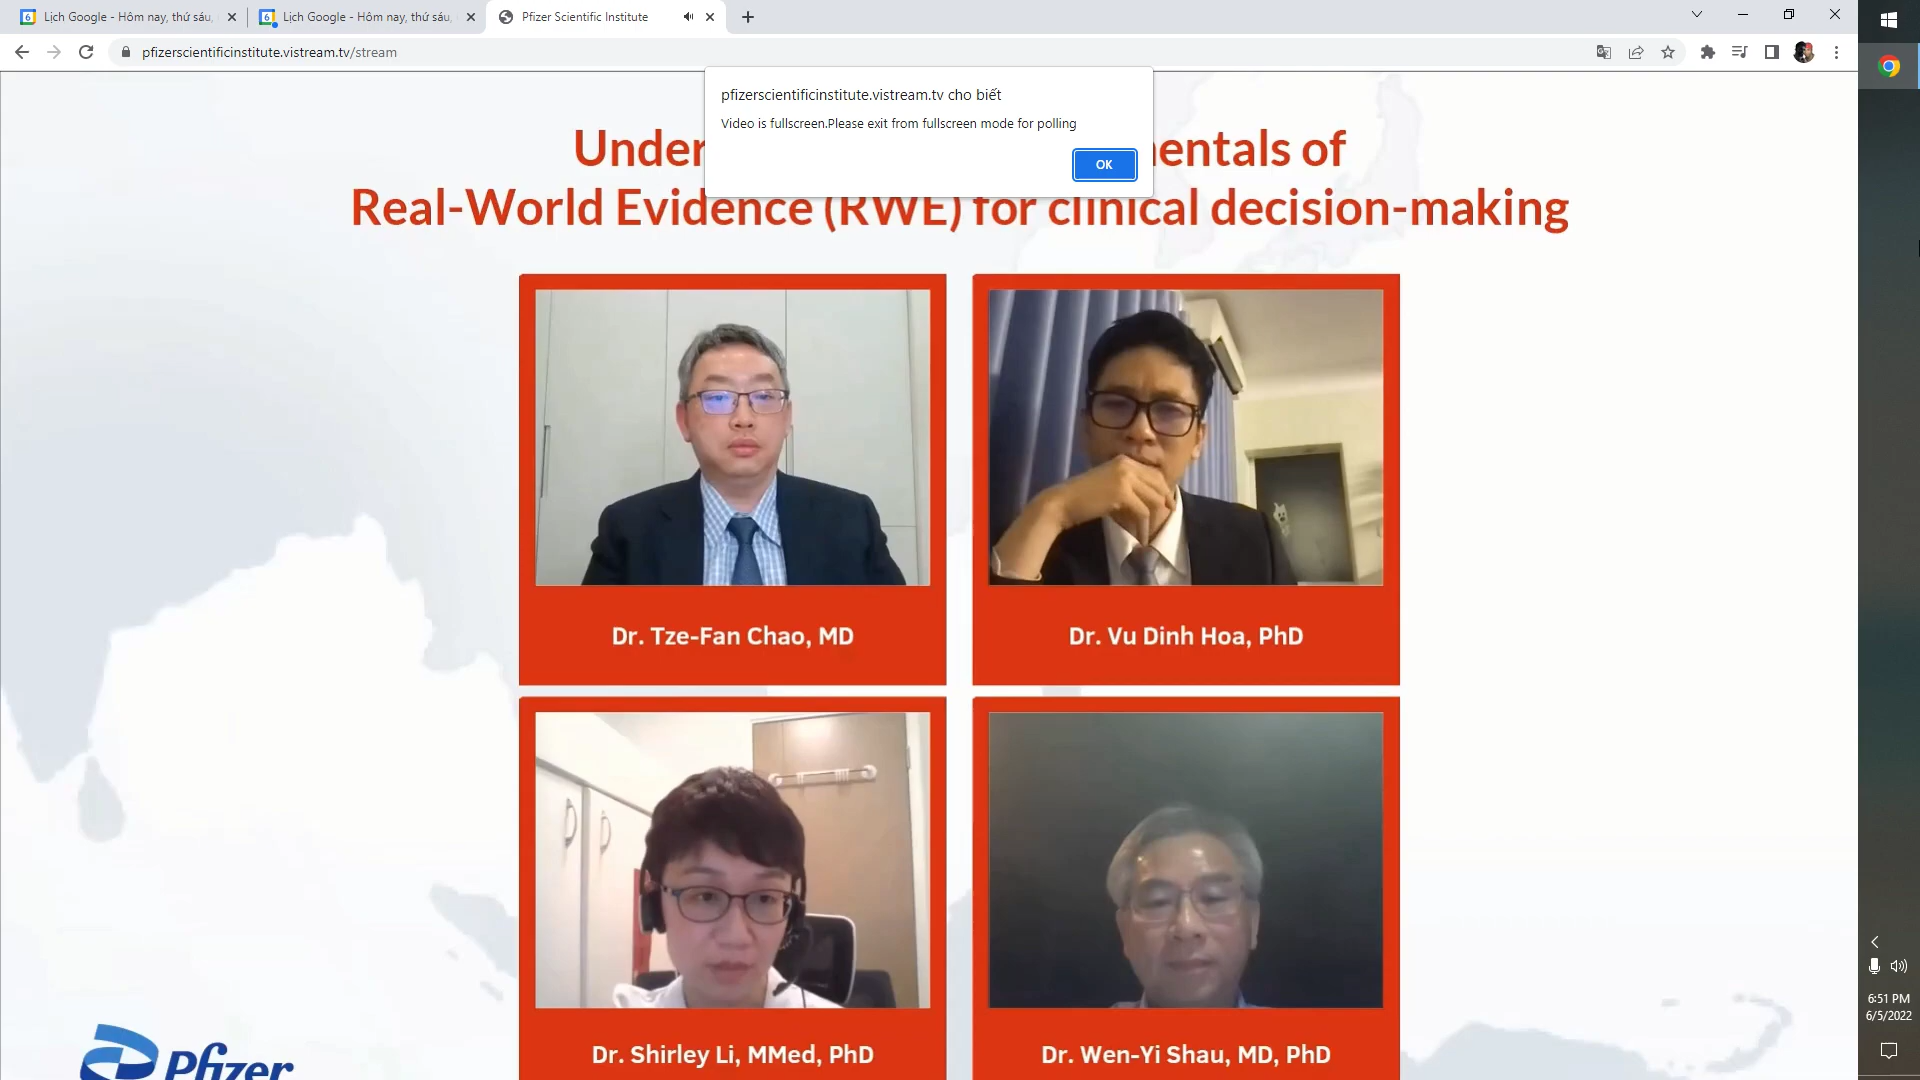 Lịch Google - Hôm nay, thứ sáu,
Lịch Google - Hôm nay, thứ sáu,
Pfizer Scientific Institute
pfizerscientificinstitute.vistream.tv/stream
pfizerscientificinstitute.vistream.tv cho biết
Video is fullscreen.Please exit from fullscreen mode for polling
OK
Under
entals of
Real-World Evidence (RWE) for clinical decision-making
Dr. Tze-Fan Chao, MD
Dr. Vu Dinh Hoa, PhD
Dr. Shirley Li, MMed, PhD
Dr. Wen-Yi Shau, MD, PhD
Pfizer
6:51 PM
6/5/2022